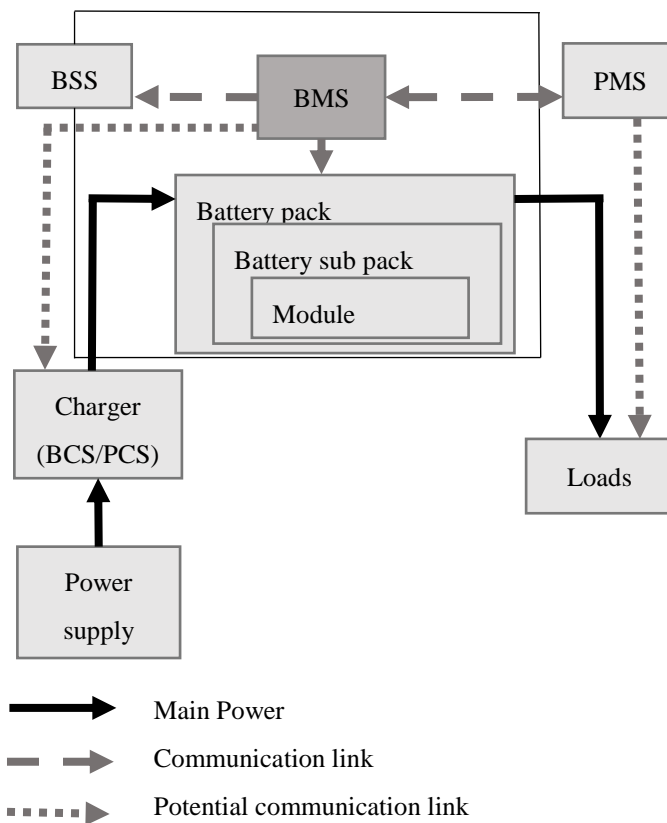 BSS
BMS
PMS
Battery pack
Battery sub pack
Module
Charger
(BCS/PCS)
Loads
Power
supply
Main Power
Communication link
Potential communication link